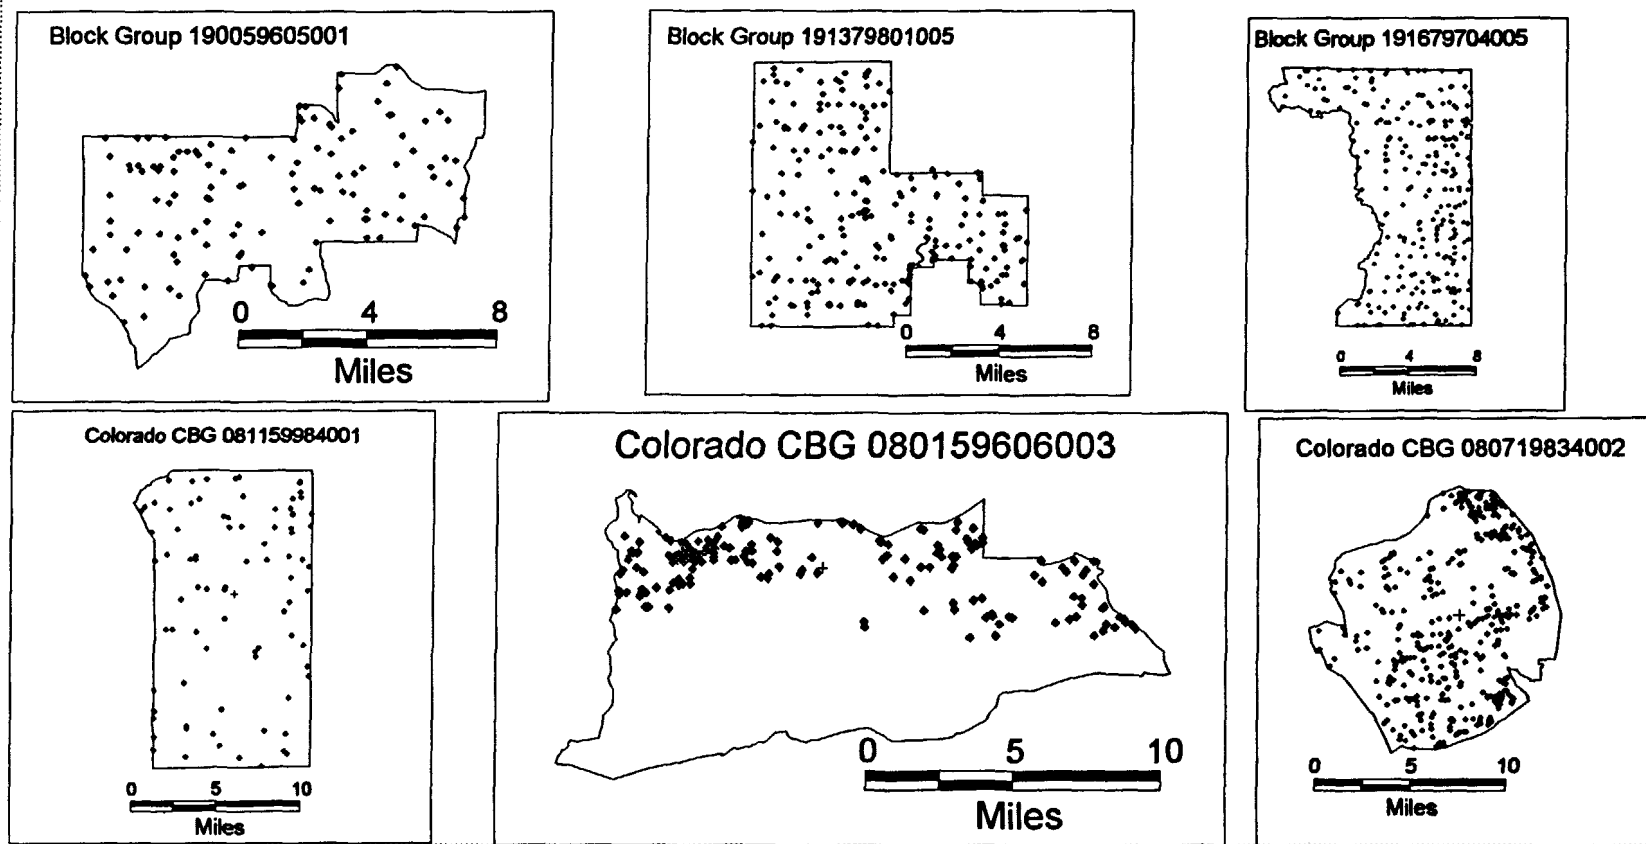 Block Group 190059605001
0 4 8
Miles
Block Group 191379801005
0 4 8
Miles
Block Group 191679704005
0 4 8
Miles
Colorado CBG 081159984001
0 5 10
Miles
Colorado CBG 080159606003
0 5 10
Miles
Colorado CBG 080719834002
0 5 10
Miles